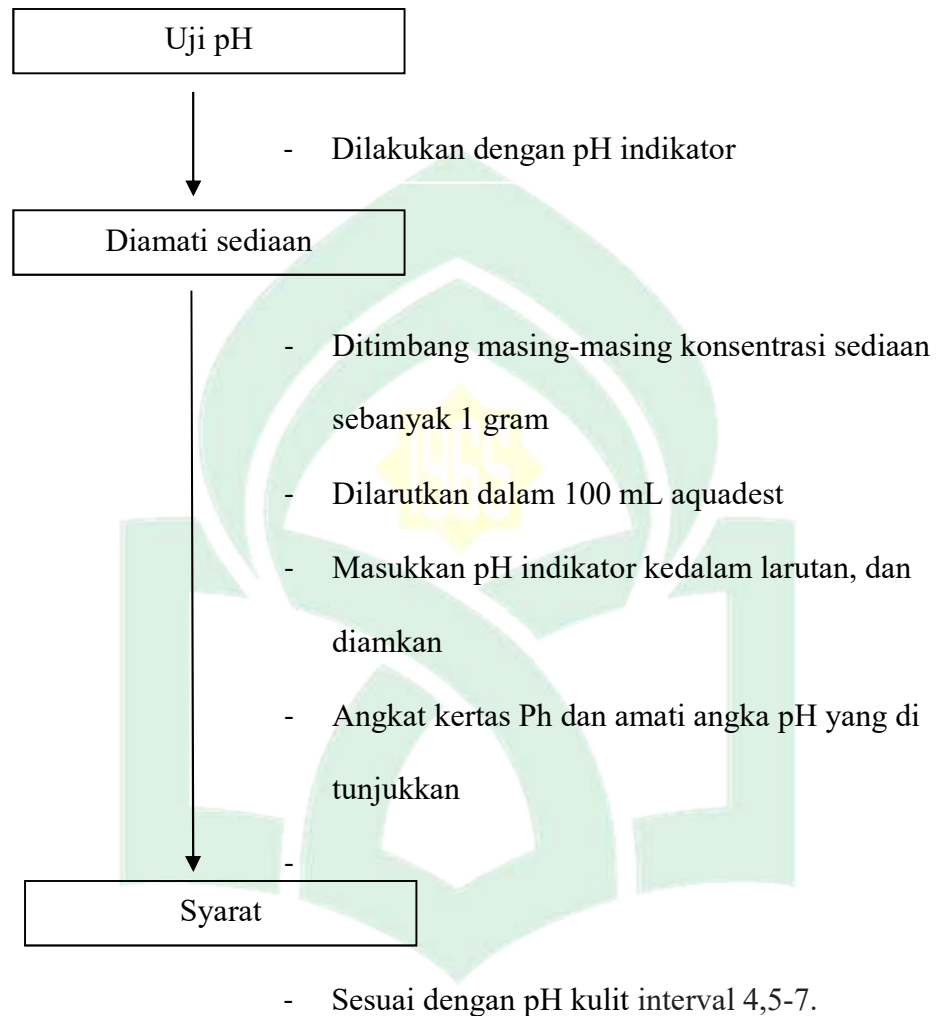 Uji pH
- Dilakukan dengan pH indikator
Diamati sediaan
- Ditimbang masing-masing konsentrasi sediaan
sebanyak 1 gram
- Dilarutkan dalam 100 mL aquadest
- Masukkan pH indikator kedalam larutan, dan
diamkan
- Angkat kertas Ph dan amati angka pH yang di
tunjukkan
-
Syarat
- Sesuai dengan pH kulit interval 4,5-7.
1965